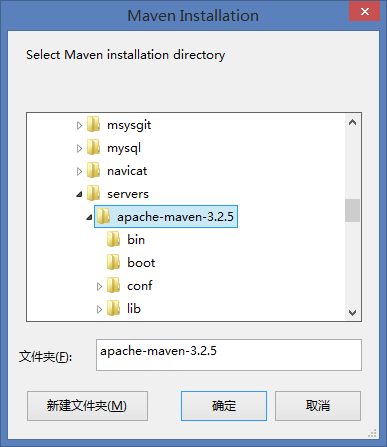 Maven Installation
Select Maven installation directory
msysgit
mysql
navicat
servers
apache-maven-3.2.5
bin
boot
conf
lib
文件夹(F):
apache-maven-3.2.5
新建文件夹(M)
确定
取消